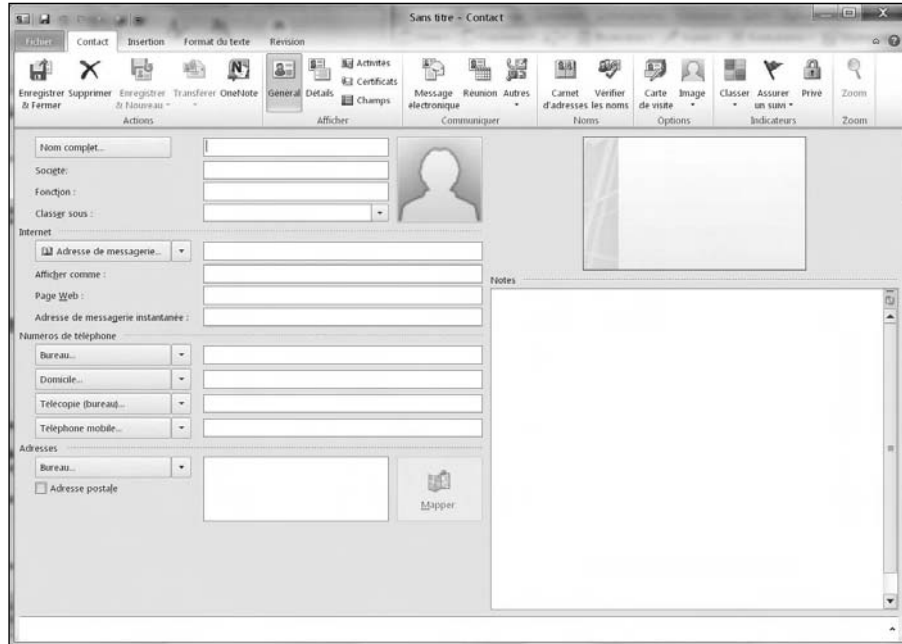 Sans titre - Contact
Fichier Contact Insertion Format du texte Révision
Enregistrer & Fermer Supprimer Enregistrer & Nouveau Transférer OneNote
Actions
Général Détails Activités Certificats Champs
Afficher
Message électronique Réunion Autres
Communiquer
Carnet d'adresses Vérifier les noms
Noms
Carte de visite Image
Options
Classer Assurer un suivi Privé
Indicateurs
Zoom
Zoom
Nom complet...
Société:
Fonction :
Classer sous :
Internet
Adresse de messagerie...
Afficher comme :
Page Web :
Adresse de messagerie instantanée :
Numéros de téléphone
Bureau...
Domicile...
Télécopie (bureau)...
Téléphone mobile...
Adresses
Bureau...
Adresse postale
Mapper
Notes